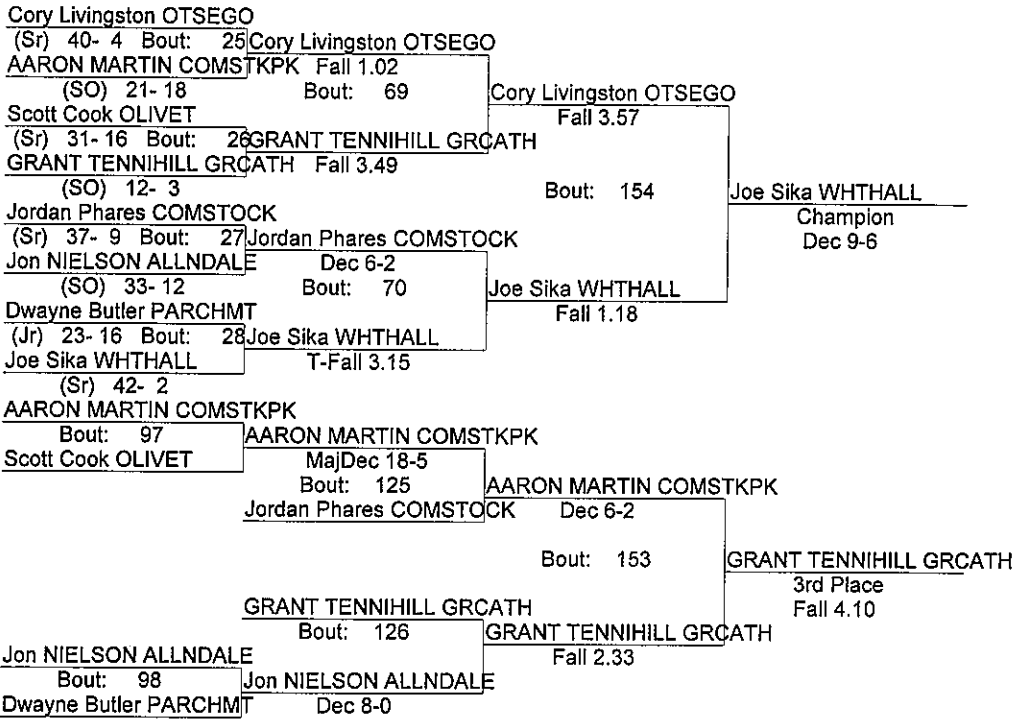 Cory Livingston OTSEGO
(Sr) 40- 4 Bout: 25 Cory Livingston OTSEGO
AARON MARTIN COMSTKPK Fall 1.02
(SO) 21- 18 Bout: 69 Cory Livingston OTSEGO
Scott Cook OLIVET Fall 3.57
(Sr) 31- 16 Bout: 26 GRANT TENNIHILL GRCATH
GRANT TENNIHILL GRCATH Fall 3.49
(SO) 12- 3 Bout: 154 Joe Sika WHTHALL
Jordan Phares COMSTOCK Champion
(Sr) 37- 9 Bout: 27 Jordan Phares COMSTOCK Dec 9-6
Jon NIELSON ALLNDALE Dec 6-2
(SO) 33- 12 Bout: 70 Joe Sika WHTHALL
Dwayne Butler PARCHMT Fall 1.18
(Jr) 23- 16 Bout: 28 Joe Sika WHTHALL
Joe Sika WHTHALL T-Fall 3.15
(Sr) 42- 2
AARON MARTIN COMSTKPK
Bout: 97 AARON MARTIN COMSTKPK
Scott Cook OLIVET MajDec 18-5
Bout: 125 AARON MARTIN COMSTKPK
Jordan Phares COMSTOCK Dec 6-2
Bout: 153 GRANT TENNIHILL GRCATH
3rd Place
GRANT TENNIHILL GRCATH Fall 4.10
Bout: 126 GRANT TENNIHILL GRCATH
Jon NIELSON ALLNDALE Fall 2.33
Bout: 98 Jon NIELSON ALLNDALE
Dwayne Butler PARCHMT Dec 8-0